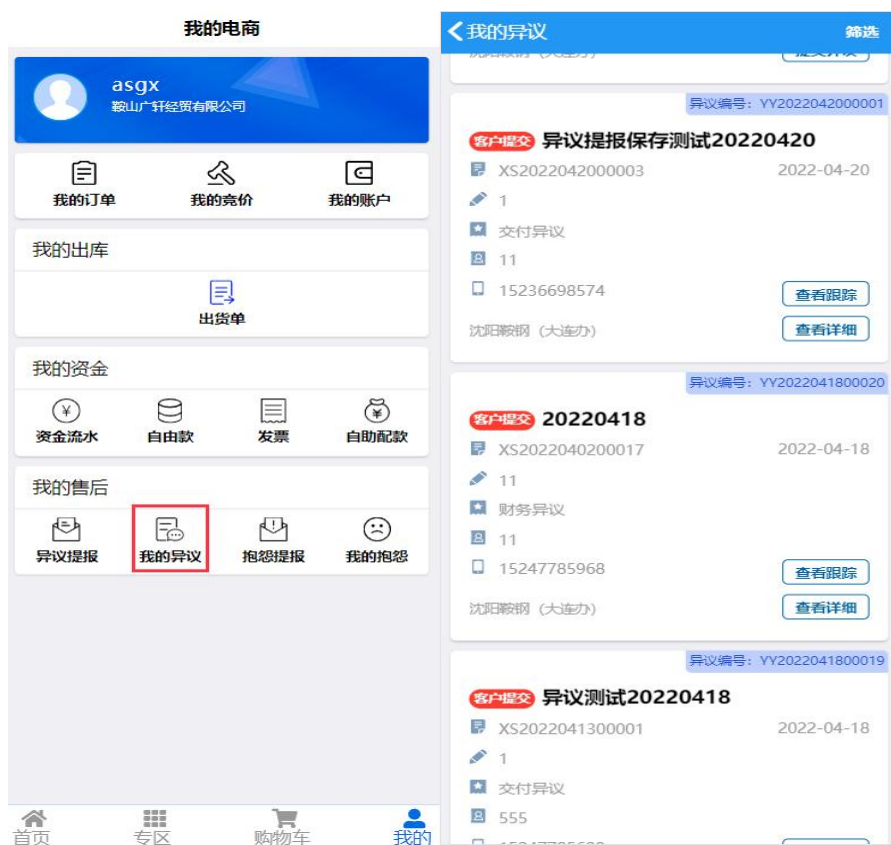 我的电商
asgx
鞍山广轩经贸有限公司
我的订单 我的竞价 我的账户
我的出库
出货单
我的资金
资金流水 自由款 发票 自助配款
我的售后
异议提报 我的异议 抱怨提报 我的抱怨
首页 专区 购物车 我的
我的异议 筛选
异议编号：YY2022042000001
客户提交 异议提报保存测试20220420
XS2022042000003 2022-04-20
1
交付异议
11
15236698574 查看跟踪
沈阳鞍钢（大连办） 查看详细
异议编号：YY2022041800020
客户提交 20220418
XS2022040200017 2022-04-18
11
财务异议
11
15247785968 查看跟踪
沈阳鞍钢（大连办） 查看详细
异议编号：YY2022041800019
客户提交 异议测试20220418
XS2022041300001 2022-04-18
1
交付异议
555